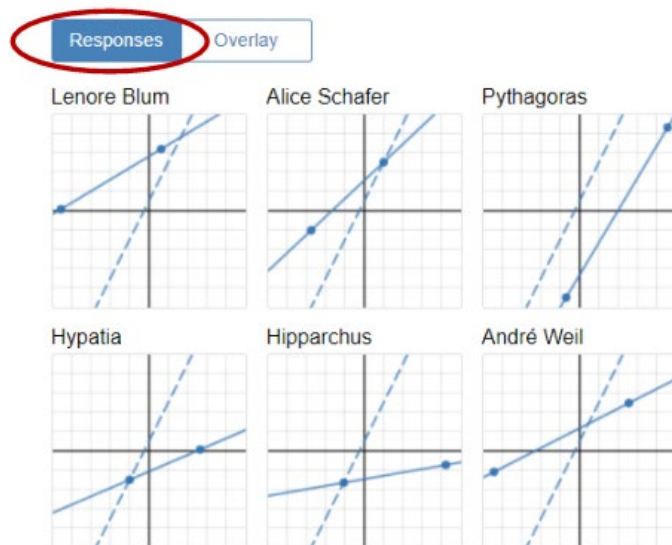 Responses Overlay
Lenore Blum Alice Schafer Pythagoras
Hypatia Hipparchus André Weil